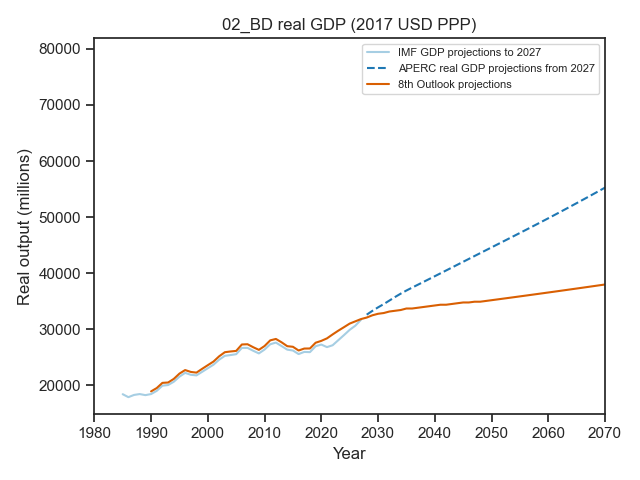 02_BD real GDP (2017 USD PPP)
IMF GDP projections to 2027
APERC real GDP projections from 2027
8th Outlook projections
Real output (millions)
80000
70000
60000
50000
40000
30000
20000
1980 1990 2000 2010 2020 2030 2040 2050 2060 2070
Year